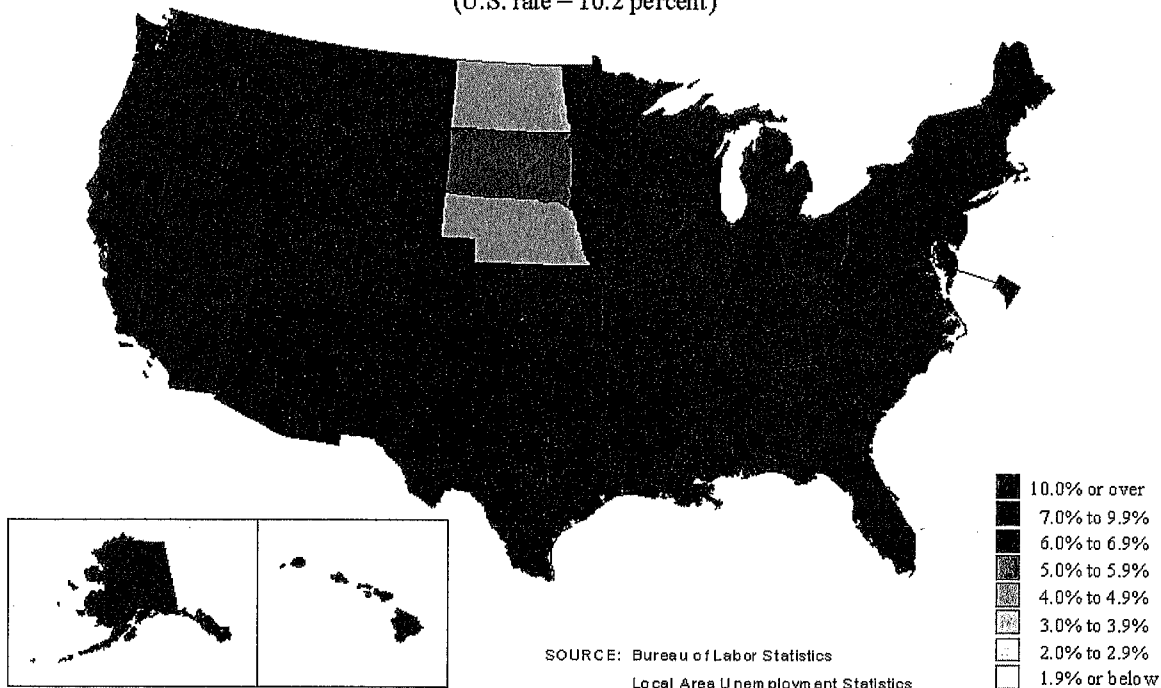 (U.S. rate = 10.2 percent)
10.0% or over
7.0% to 9.9%
6.0% to 6.9%
5.0% to 5.9%
4.0% to 4.9%
3.0% to 3.9%
2.0% to 2.9%
1.9% or below
SOURCE: Bureau of Labor Statistics
Local Area Unemployment Statistics